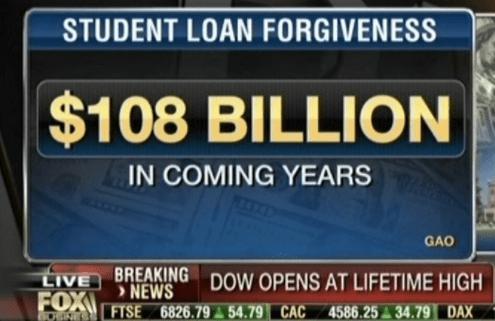 STUDENT LOAN FORGIVENESS
$108 BILLION
IN COMING YEARS
GAO
LIVE
BREAKING
› NEWS
DOW OPENS AT LIFETIME HIGH
FOX
BUSINESS
FTSE 6826.79 ▲ 54.79 CAC 4586.25 ▲ 34.79 DAX